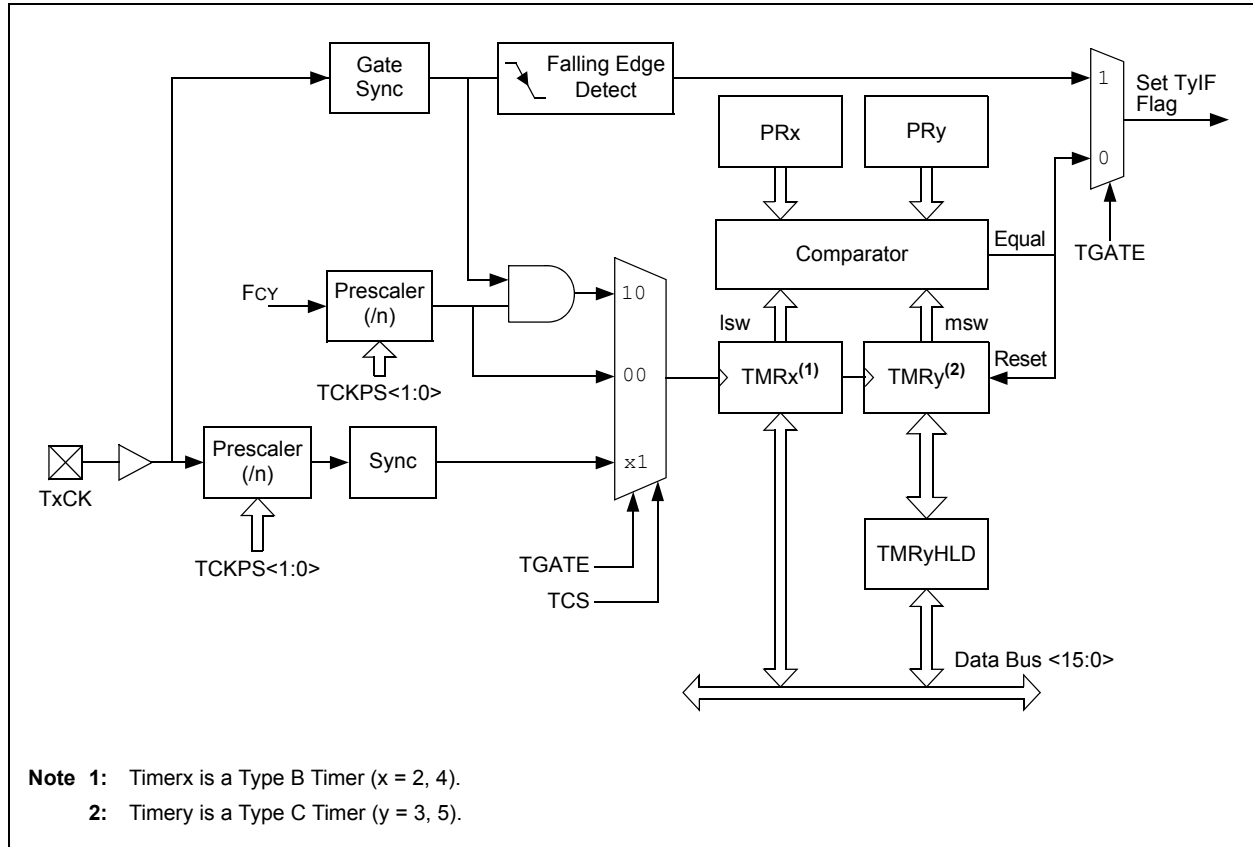 Gate
Sync
Falling Edge
Detect
1
Set TyIF
Flag
PRx
PRy
0
Comparator
Equal
TGATE
FCY
Prescaler
(/n)
10
lsw
msw
TCKPS<1:0>
00
TMRx(1)
TMRy(2)
Reset
TxCK
Prescaler
(/n)
Sync
x1
TCKPS<1:0>
TGATE
TCS
TMRyHLD
Data Bus <15:0>
Note 1: Timerx is a Type B Timer (x = 2, 4).
2: Timery is a Type C Timer (y = 3, 5).